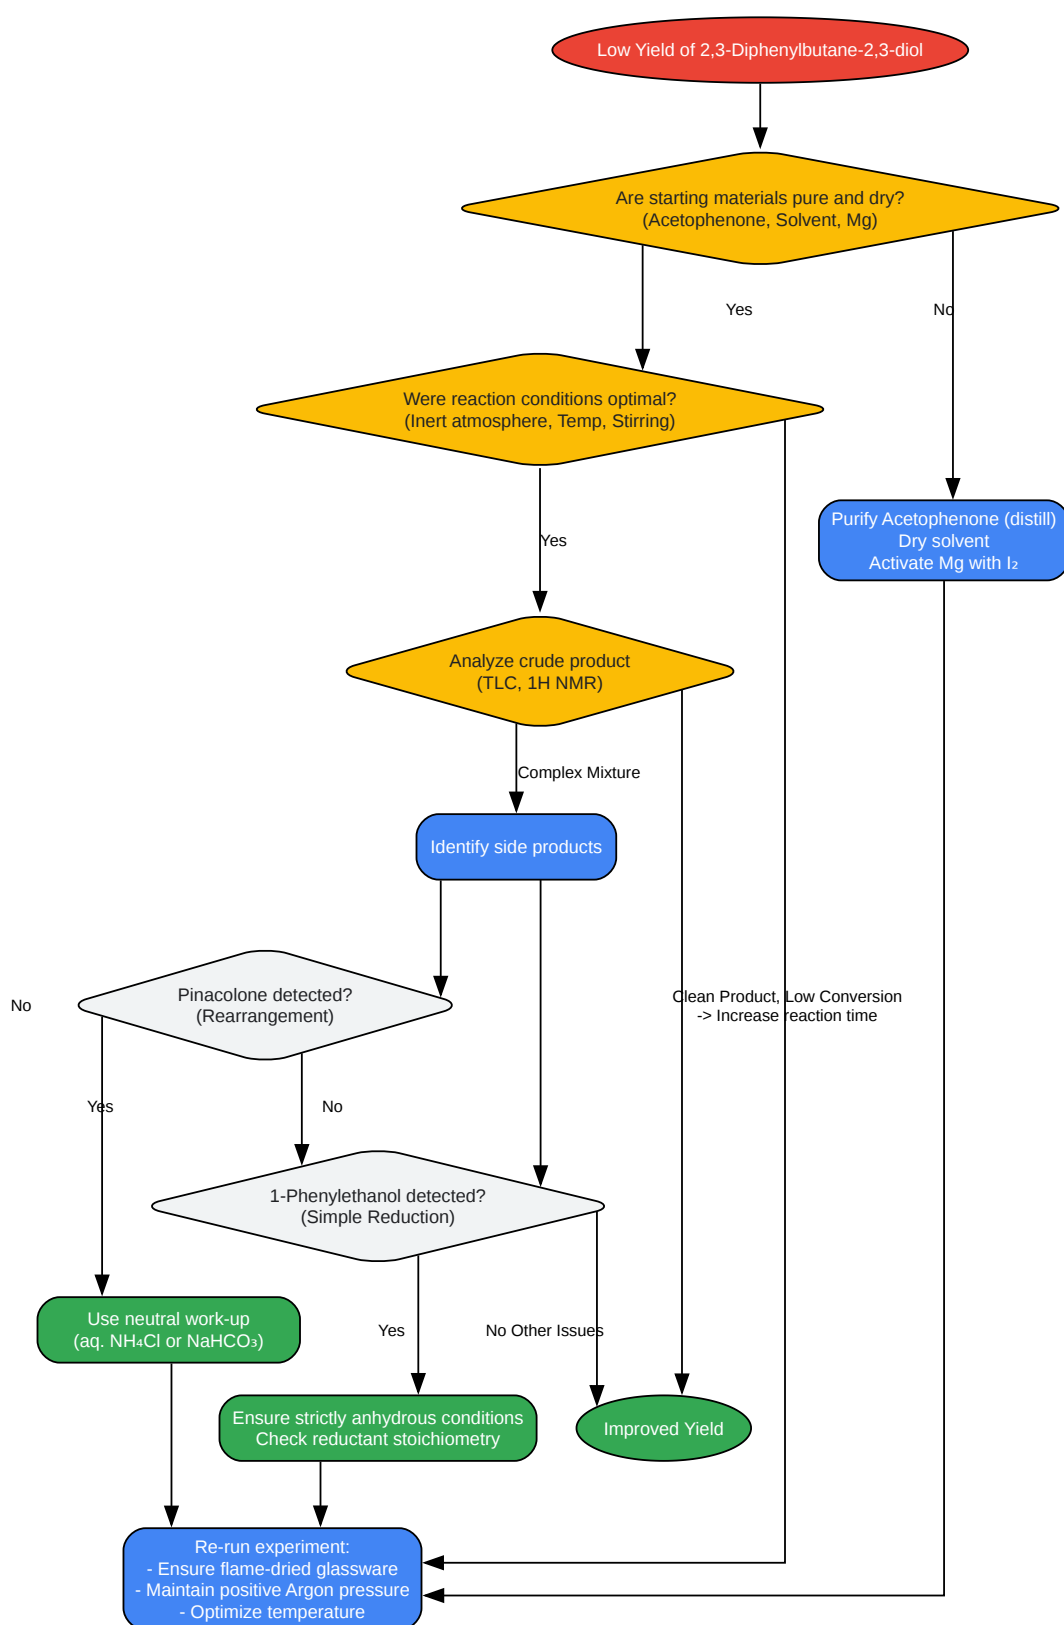 Low Yield of 2,3-Diphenylbutane-2,3-diol
Are starting materials pure and dry?
(Acetophenone, Solvent, Mg)
Yes
No
Were reaction conditions optimal?
(Inert atmosphere, Temp, Stirring)
Purify Acetophenone (distill)
Dry solvent
Activate Mg with I₂
Yes
Analyze crude product
(TLC, 1H NMR)
Complex Mixture
Identify side products
Pinacolone detected?
(Rearrangement)
No
Clean Product, Low Conversion
-> Increase reaction time
Yes
No
1-Phenylethanol detected?
(Simple Reduction)
Use neutral work-up
(aq. NH₄Cl or NaHCO₃)
Yes
No Other Issues
Ensure strictly anhydrous conditions
Check reductant stoichiometry
Improved Yield
Re-run experiment:
- Ensure flame-dried glassware
- Maintain positive Argon pressure
- Optimize temperature